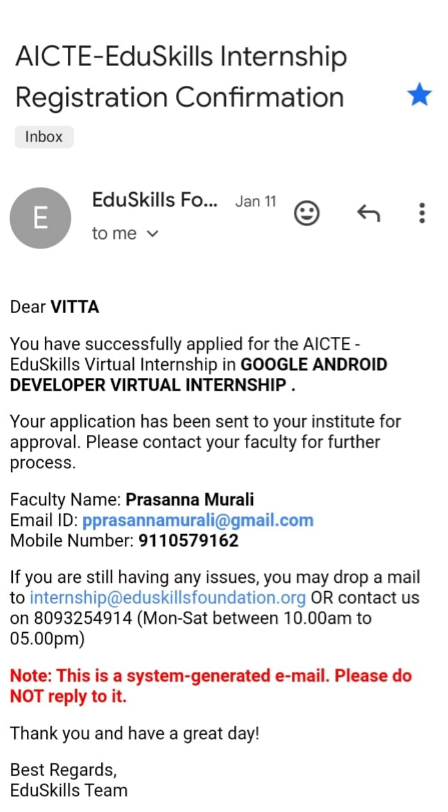 AICTE-EduSkills Internship
Registration Confirmation
Inbox
E
EduSkills Fo... Jan 11
to me
Dear VITTA
You have successfully applied for the AICTE -
EduSkills Virtual Internship in GOOGLE ANDROID
DEVELOPER VIRTUAL INTERNSHIP .
Your application has been sent to your institute for
approval. Please contact your faculty for further
process.
Faculty Name: Prasanna Murali
Email ID: pprasannamurali@gmail.com
Mobile Number: 9110579162
If you are still having any issues, you may drop a mail
to internship@eduskillsfoundation.org OR contact us
on 8093254914 (Mon-Sat between 10.00am to
05.00pm)
Note: This is a system-generated e-mail. Please do
NOT reply to it.
Thank you and have a great day!
Best Regards,
EduSkills Team